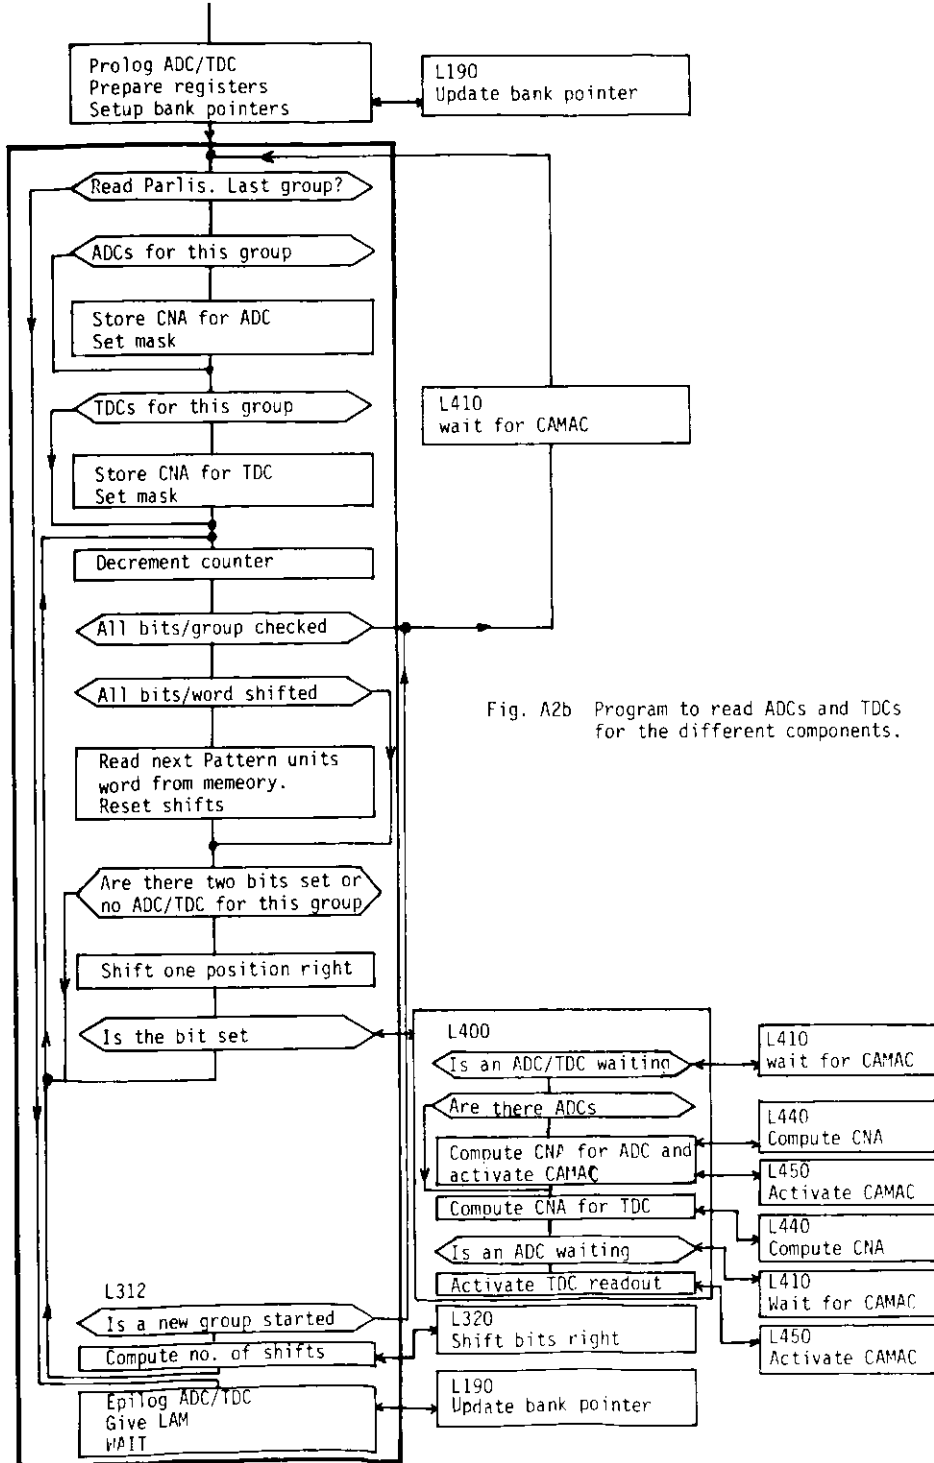 Prolog ADC/TDC
Prepare registers
Setup bank pointers
L190
Update bank pointer
Read Parlis. Last group?
ADCs for this group
Store CNA for ADC
Set mask
TDCs for this group
L410
wait for CAMAC
Store CNA for TDC
Set mask
Decrement counter
All bits/group checked
All bits/word shifted
Fig. A2b Program to read ADCs and TDCs
for the different components.
Read next Pattern units
word from memeory.
Reset shifts
Are there two bits set or
no ADC/TDC for this group
Shift one position right
Is the bit set
L400
Is an ADC/TDC waiting
L410
wait for CAMAC
Are there ADCs
L440
Compute CNA
Compute CNA for ADC and
activate CAMAC
L450
Activate CAMAC
Compute CNA for TDC
L440
Compute CNA
Is an ADC waiting
L410
Wait for CAMAC
Activate TDC readout
L450
Activate CAMAC
L312
Is a new group started
L320
Shift bits right
Compute no. of shifts
Epilog ADC/TDC
Give LAM
WAIT
L190
Update bank pointer